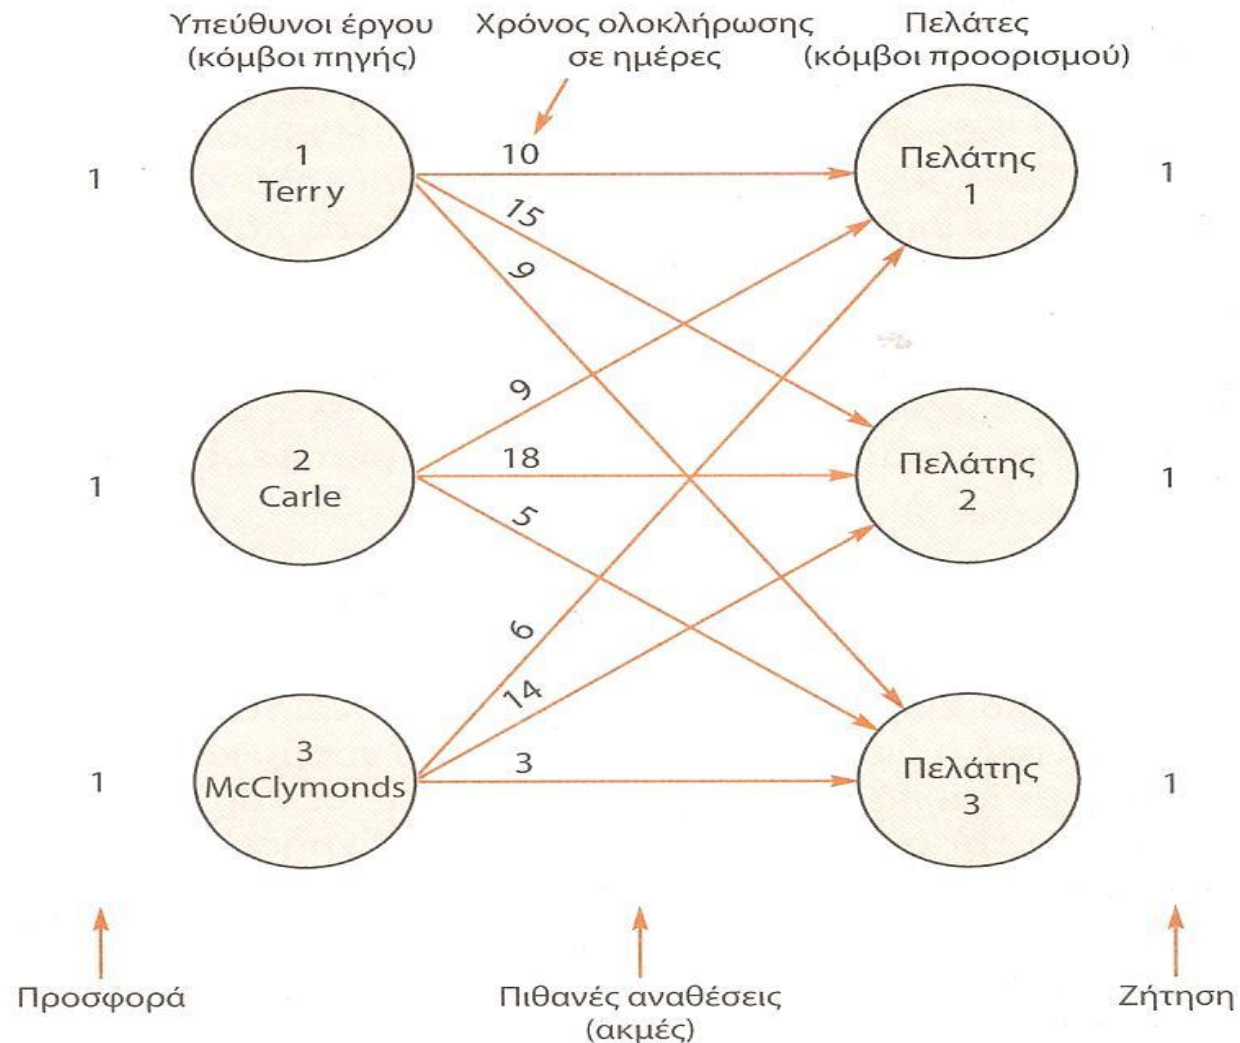 Υπεύθυνοι έργου
(κόμβοι πηγής)
Χρόνος ολοκλήρωσης
σε ημέρες
Πελάτες
(κόμβοι προορισμού)
1
1
Terry
10
15
9
Πελάτης
1
1
1
2
Carle
9
18
5
Πελάτης
2
1
1
3
McClymonds
6
14
3
Πελάτης
3
1
Προσφορά
Πιθανές αναθέσεις
(ακμές)
Ζήτηση